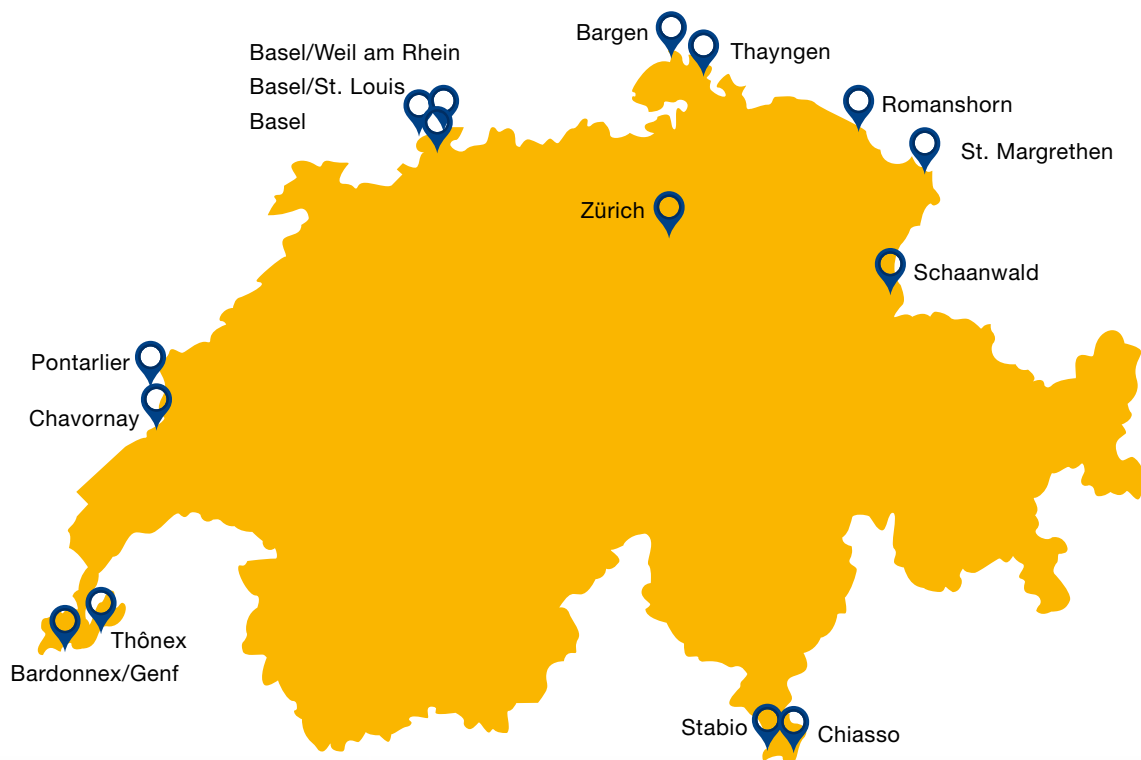 Bargen
Thayngen
Basel/Weil am Rhein
Basel/St. Louis
Basel
Romanshorn
St. Margrethen
Zürich
Schaanwald
Pontarlier
Chavornay
Thônex
Bardonnex/Genf
Stabio
Chiasso